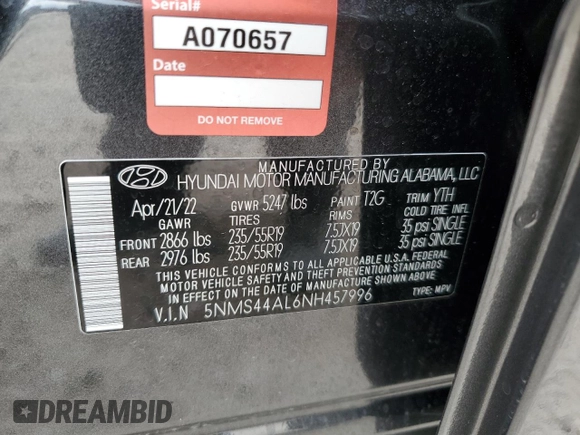 Serial#
A070657
Date
DO NOT REMOVE
MANUFACTURED BY
HYUNDAI MOTOR MANUFACTURING ALABAMA, LLC
Apr/21/22 GVWR 5247 lbs PAINT T2G TRIM YTH
GAWR TIRES RIMS COLD TIRE INFL
FRONT 2866 lbs 235/55R19 7.5JX19 35 psi SINGLE
REAR 2976 lbs 235/55R19 7.5JX19 35 psi SINGLE
THIS VEHICLE CONFORMS TO ALL APPLICABLE U.S. FEDERAL
MOTOR VEHICLE SAFETY AND THEFT PREVENTION STANDARDS
IN EFFECT ON THE DATE OF MANUFACTURE SHOWN ABOVE.
V.I.N 5NMS44AL6NH457996 TYPE: MPV
DREAMBID